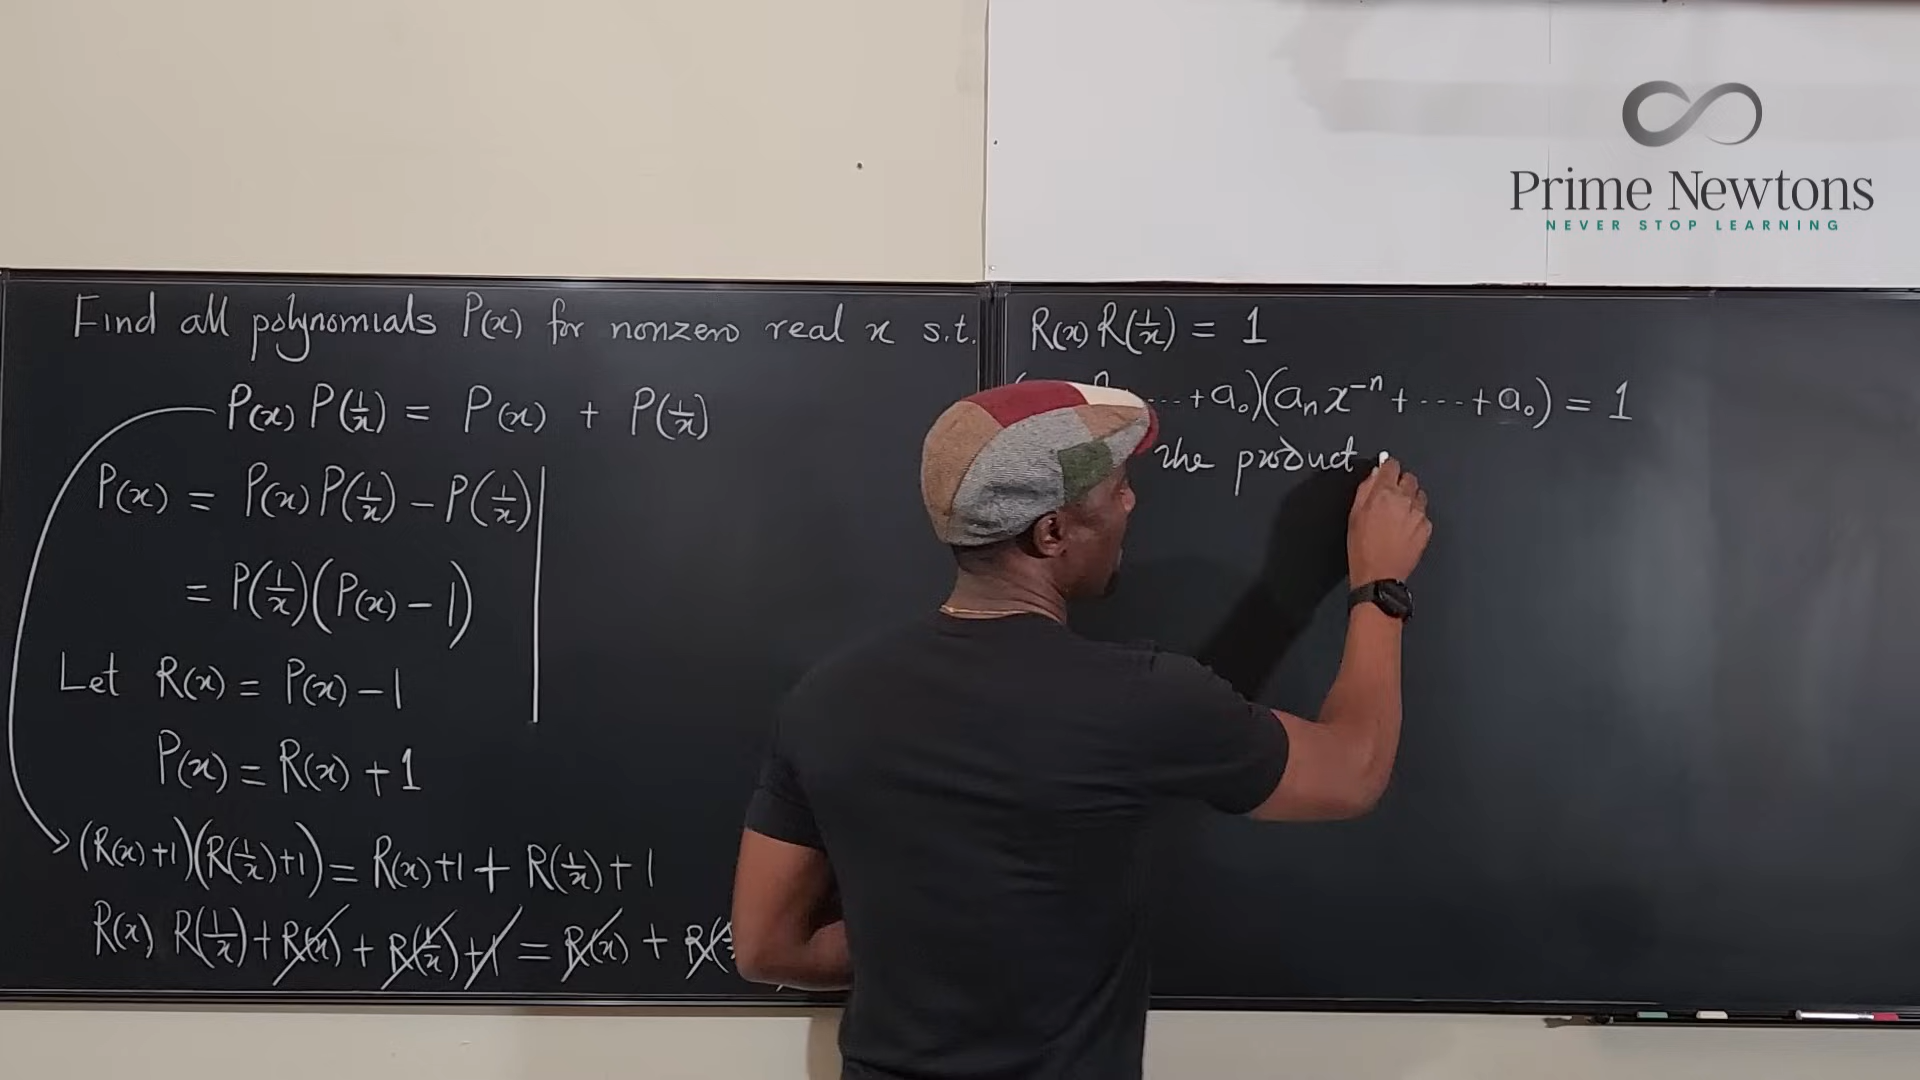 Prime Newtons
NEVER STOP LEARNING
Find all polynomials P(x) for nonzero real x s.t.
P(x) P(1/x) = P(x) + P(1/x)
P(x) = P(x) P(1/x) - P(1/x)
= P(1/x)(P(x) - 1)
Let R(x) = P(x) - 1
P(x) = R(x) + 1
(R(x)+1)(R(1/x)+1) = R(x)+1 + R(1/x)+1
R(x) R(1/x) + R(x) + R(1/x) + 1 = R(x) +
R(x) R(1/x) = 1
··· + a₀)(aₙx⁻ⁿ + ··· + a₀) = 1
the product